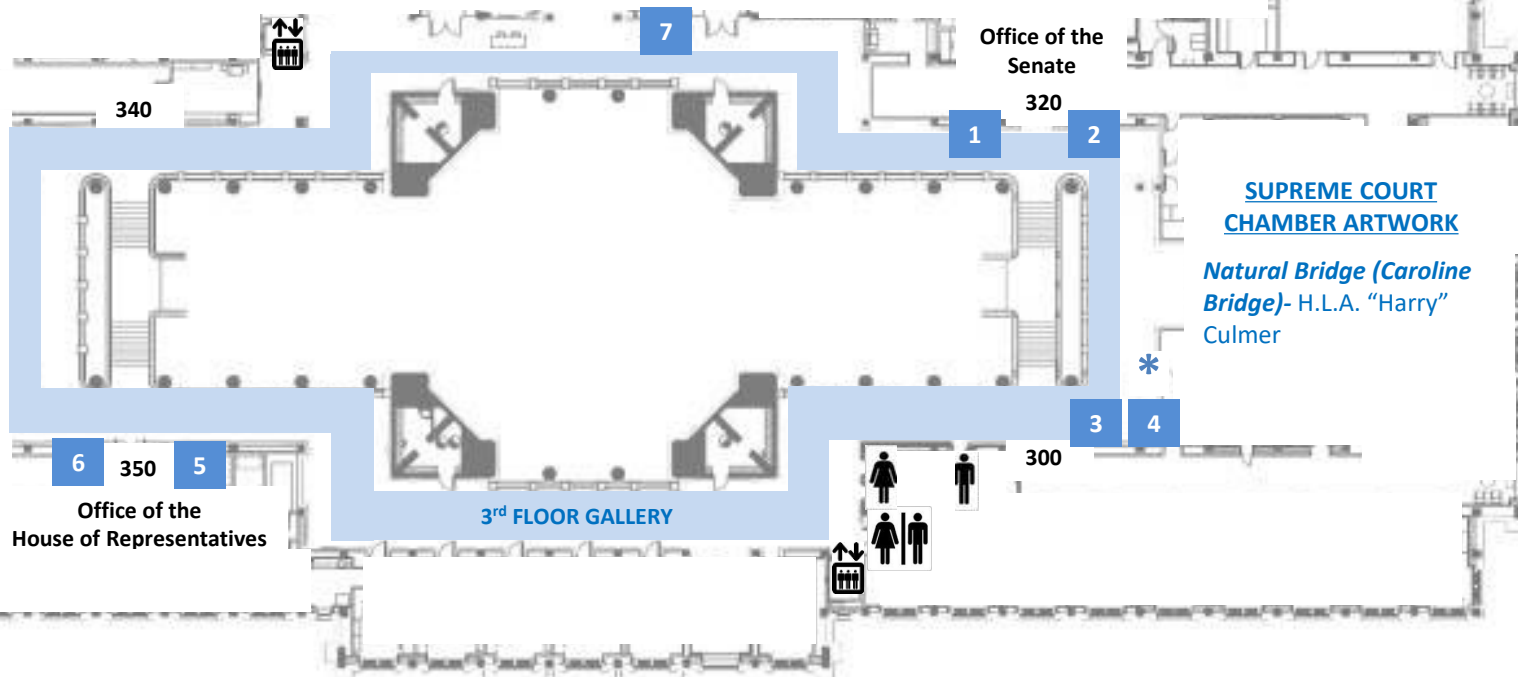 7
Office of the
Senate
340
320
1
2
SUPREME COURT
CHAMBER ARTWORK
Natural Bridge (Caroline
Bridge)- H.L.A. “Harry”
Culmer
*
3
4
6
350
5
300
Office of the
House of Representatives
3rd FLOOR GALLERY